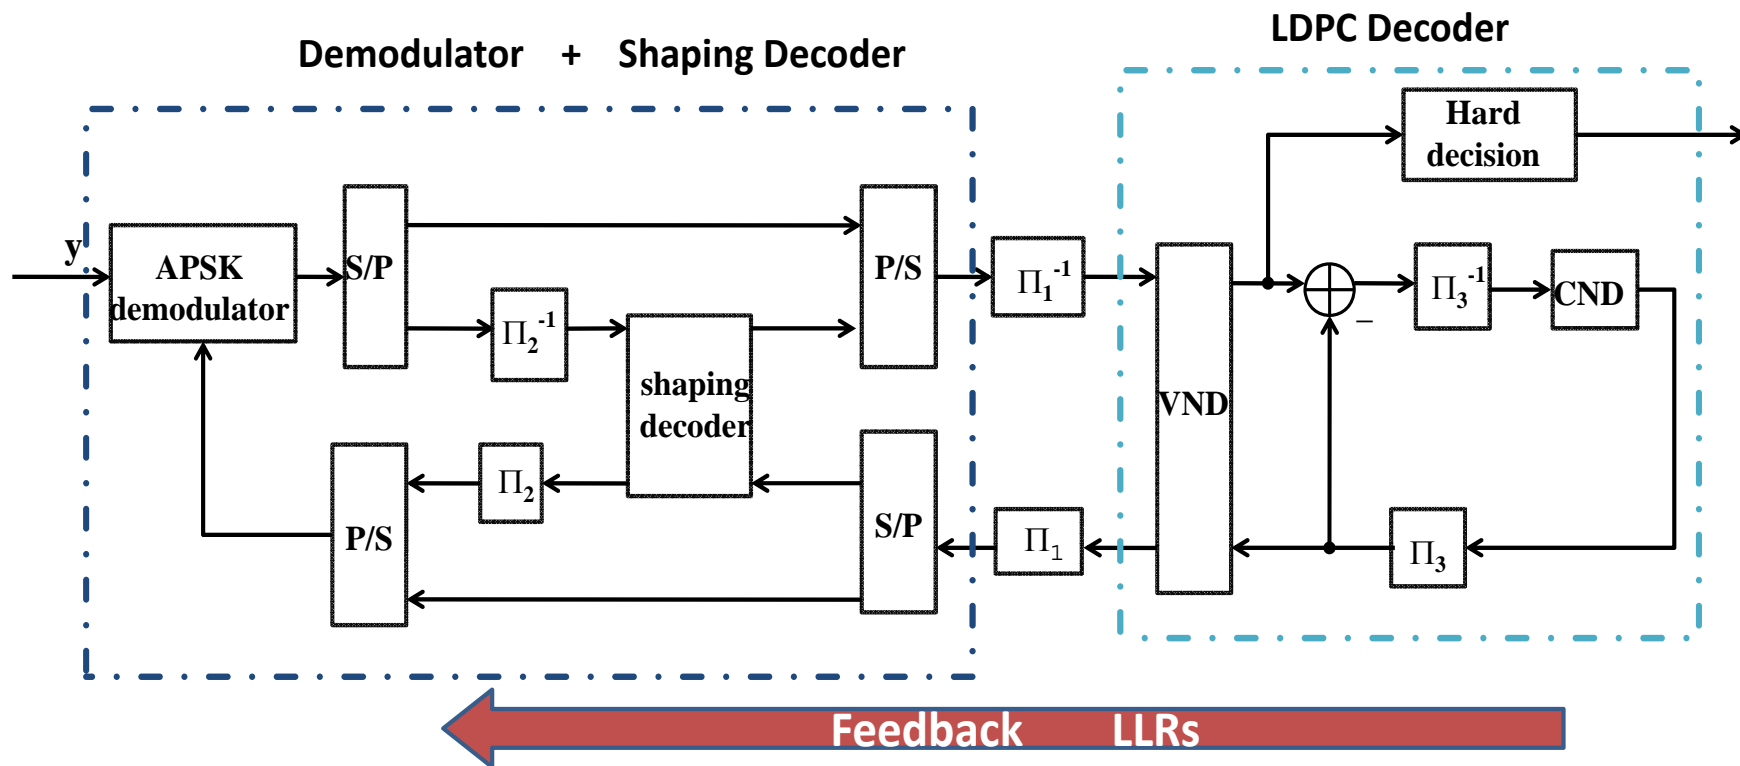 LDPC Decoder
Demodulator + Shaping Decoder
Hard
decision
y
APSK
demodulator
S/P
P/S
Π₁⁻¹
Π₃⁻¹
CND
Π₂⁻¹
−
shaping
decoder
VND
Π₂
P/S
S/P
Π₁
Π₃
Feedback LLRs